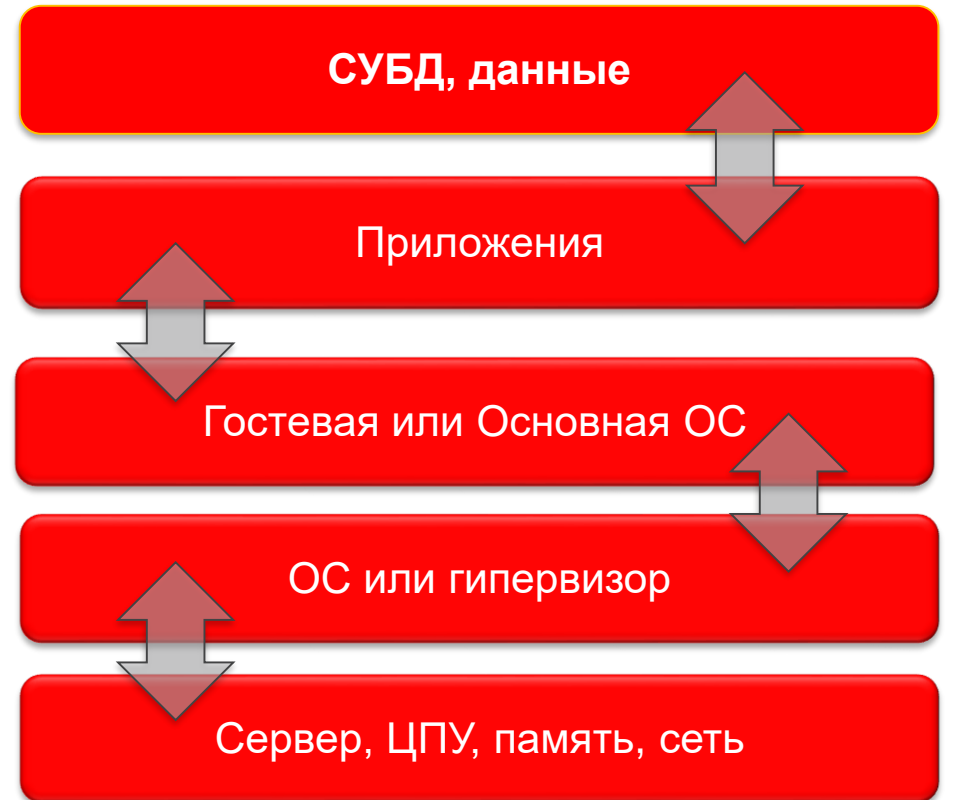 СУБД, данные
Приложения
Гостевая или Основная ОС
ОС или гипервизор
Сервер, ЦПУ, память, сеть